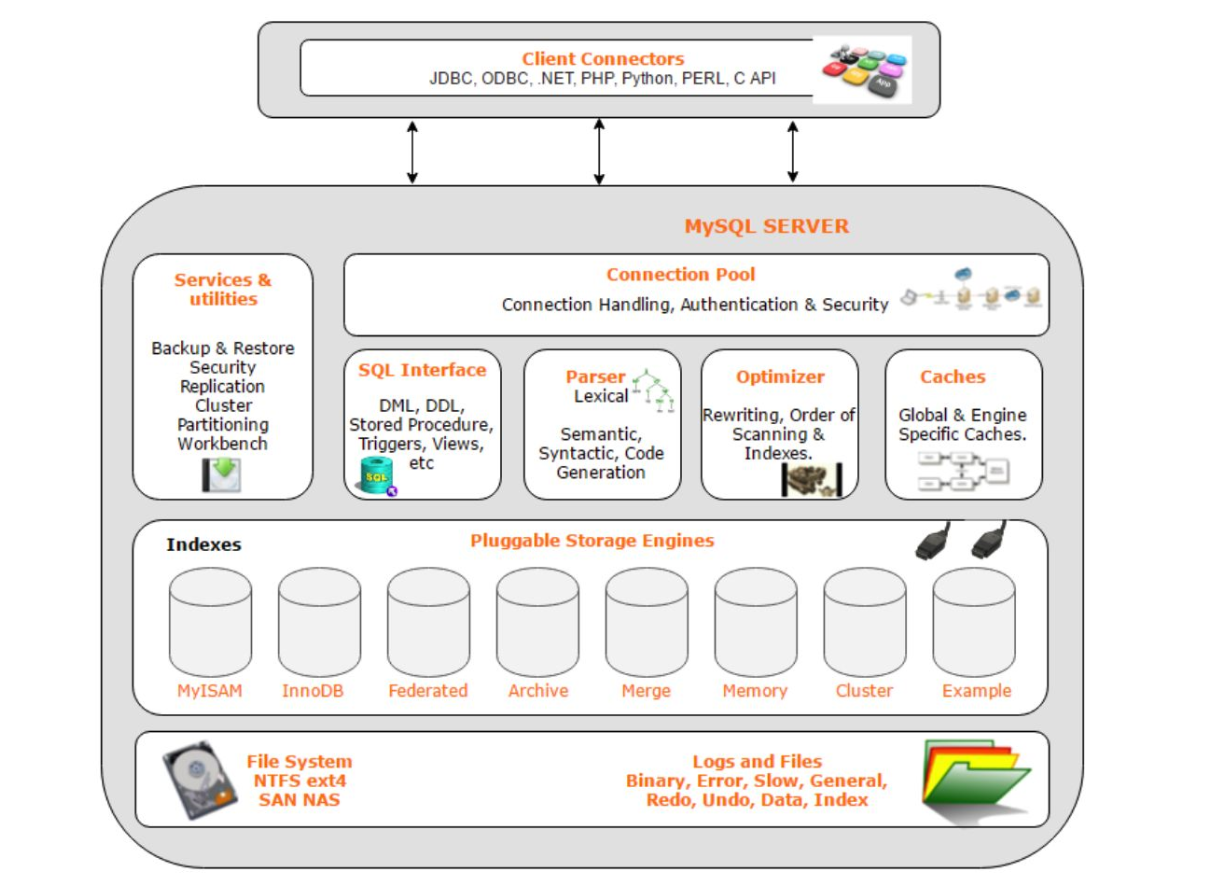 Client Connectors
JDBC, ODBC, .NET, PHP, Python, PERL, C API
APP
MySQL SERVER
Services &
utilities
Backup & Restore
Security
Replication
Cluster
Partitioning
Workbench
Connection Pool
Connection Handling, Authentication & Security
SQL Interface
DML, DDL,
Stored Procedure,
Triggers, Views,
etc
SQL
Parser
Lexical
Semantic,
Syntactic, Code
Generation
Optimizer
Rewriting, Order of
Scanning &
Indexes.
Caches
Global & Engine
Specific Caches.
Indexes
Pluggable Storage Engines
MyISAM
InnoDB
Federated
Archive
Merge
Memory
Cluster
Example
File System
NTFS ext4
SAN NAS
Logs and Files
Binary, Error, Slow, General,
Redo, Undo, Data, Index